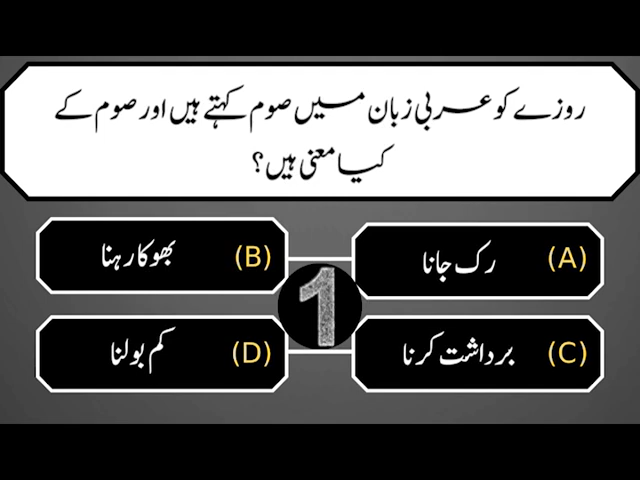 روزے کو عربی زبان میں صوم کہتے ہیں اور صوم کے
کیا معنی ہیں؟
(A) رک جانا
(B) بھوکا رہنا
1
(C) برداشت کرنا
(D) کم بولنا